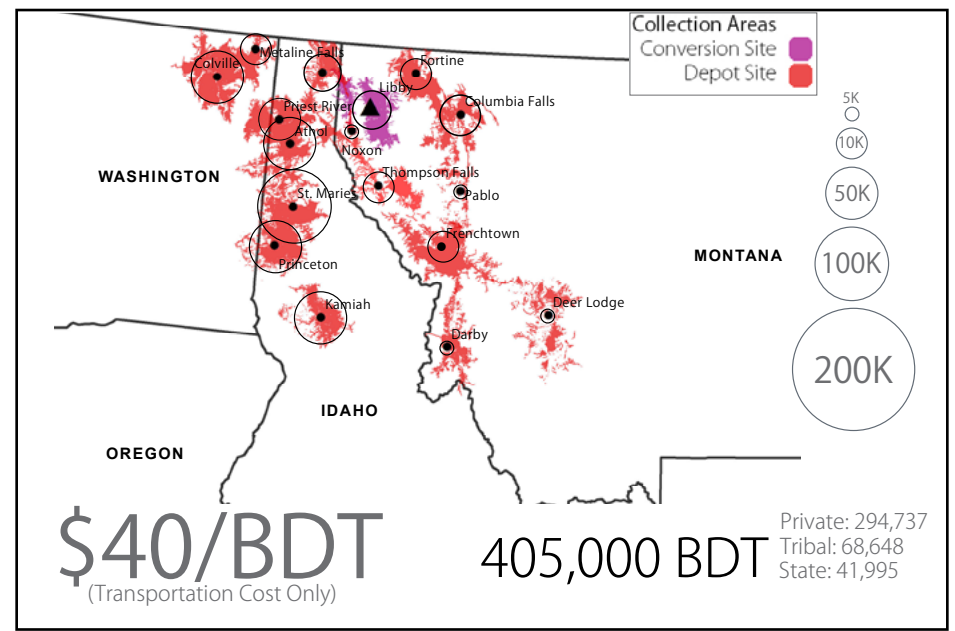 Collection Areas
Conversion Site
Depot Site
Metaline Falls
Colville
Fortine
Libby
Priest River
Columbia Falls
Athol
Noxon
Thompson Falls
WASHINGTON
St. Maries
Pablo
Frenchtown
MONTANA
Princeton
Kamiah
Deer Lodge
Darby
IDAHO
OREGON
5K
10K
50K
100K
200K
$40/BDT
(Transportation Cost Only)
405,000 BDT
Private: 294,737
Tribal: 68,648
State: 41,995